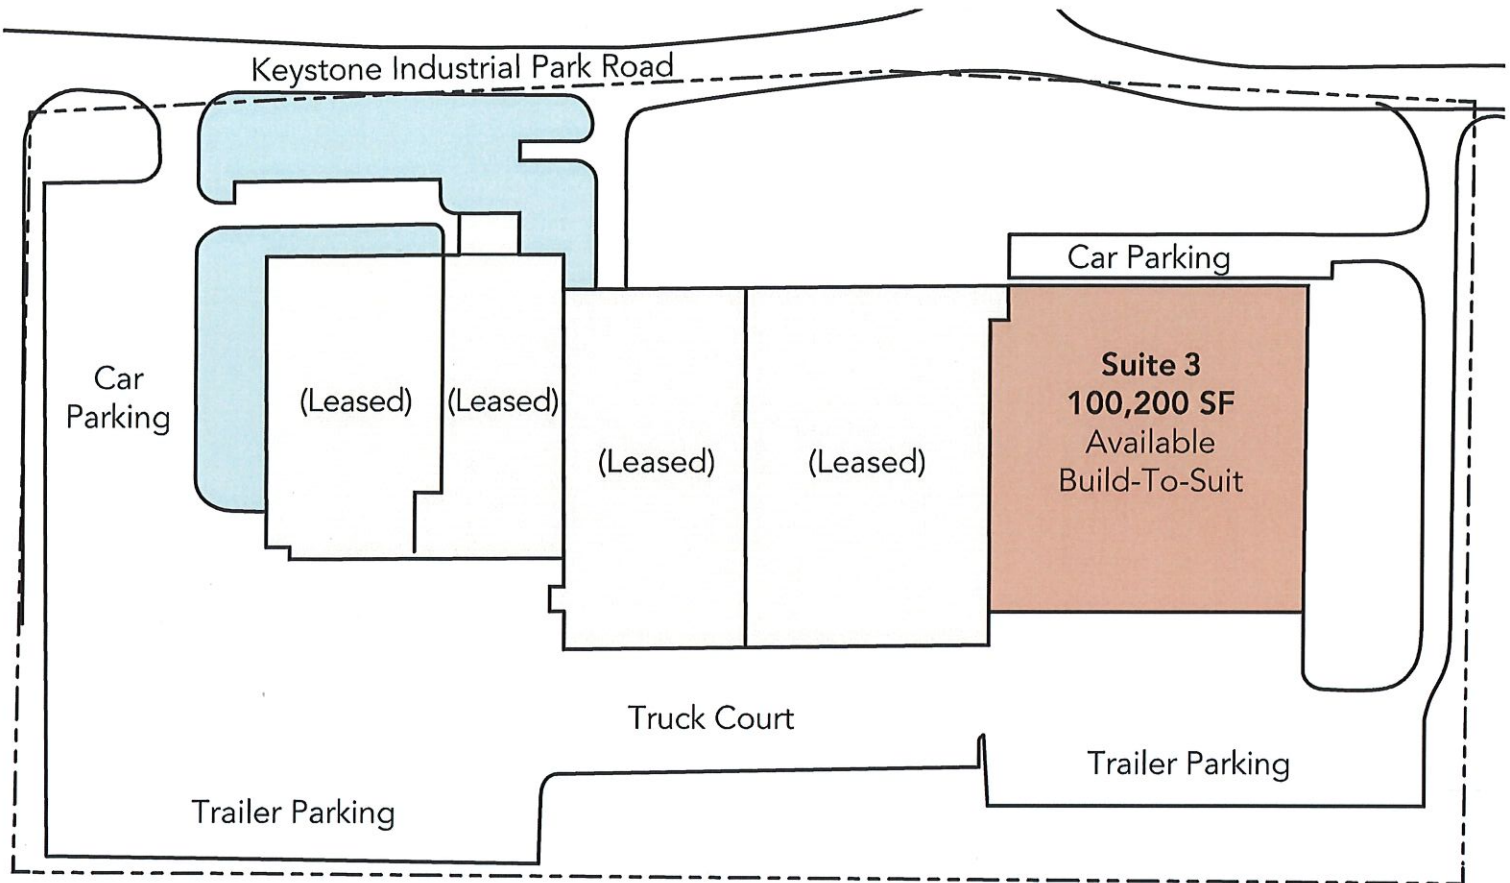 Keystone Industrial Park Road
Car Parking
Suite 3
100,200 SF
Available
Build-To-Suit
Car
Parking
(Leased)
(Leased)
(Leased)
(Leased)
Truck Court
Trailer Parking
Trailer Parking